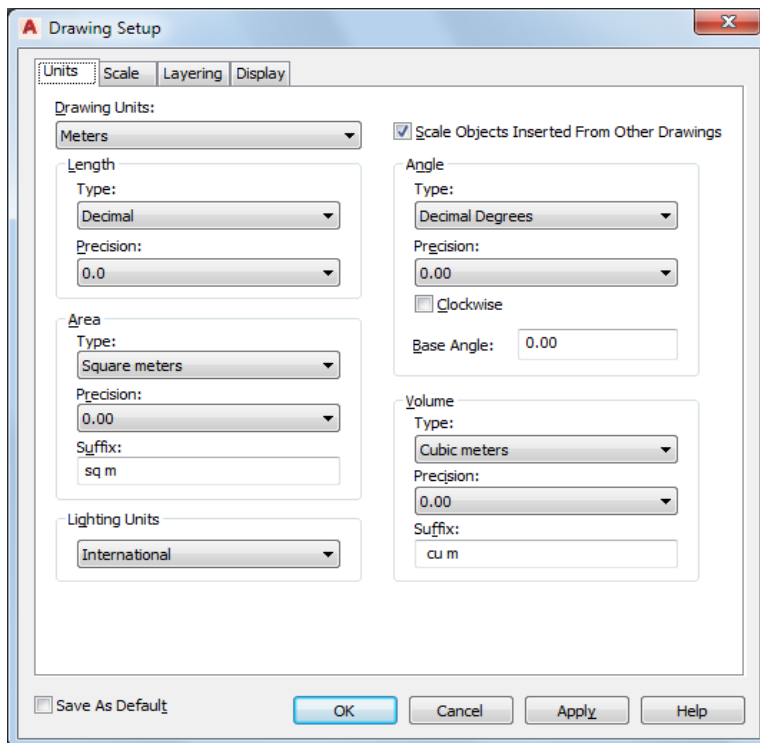 A Drawing Setup
Units Scale Layering Display
Drawing Units:
Meters
Scale Objects Inserted From Other Drawings
Length
Type:
Decimal
Precision:
0.0
Area
Type:
Square meters
Precision:
0.00
Suffix:
sq m
Lighting Units
International
Angle
Type:
Decimal Degrees
Precision:
0.00
Clockwise
Base Angle: 0.00
Volume
Type:
Cubic meters
Precision:
0.00
Suffix:
cu m
Save As Default OK Cancel Apply Help